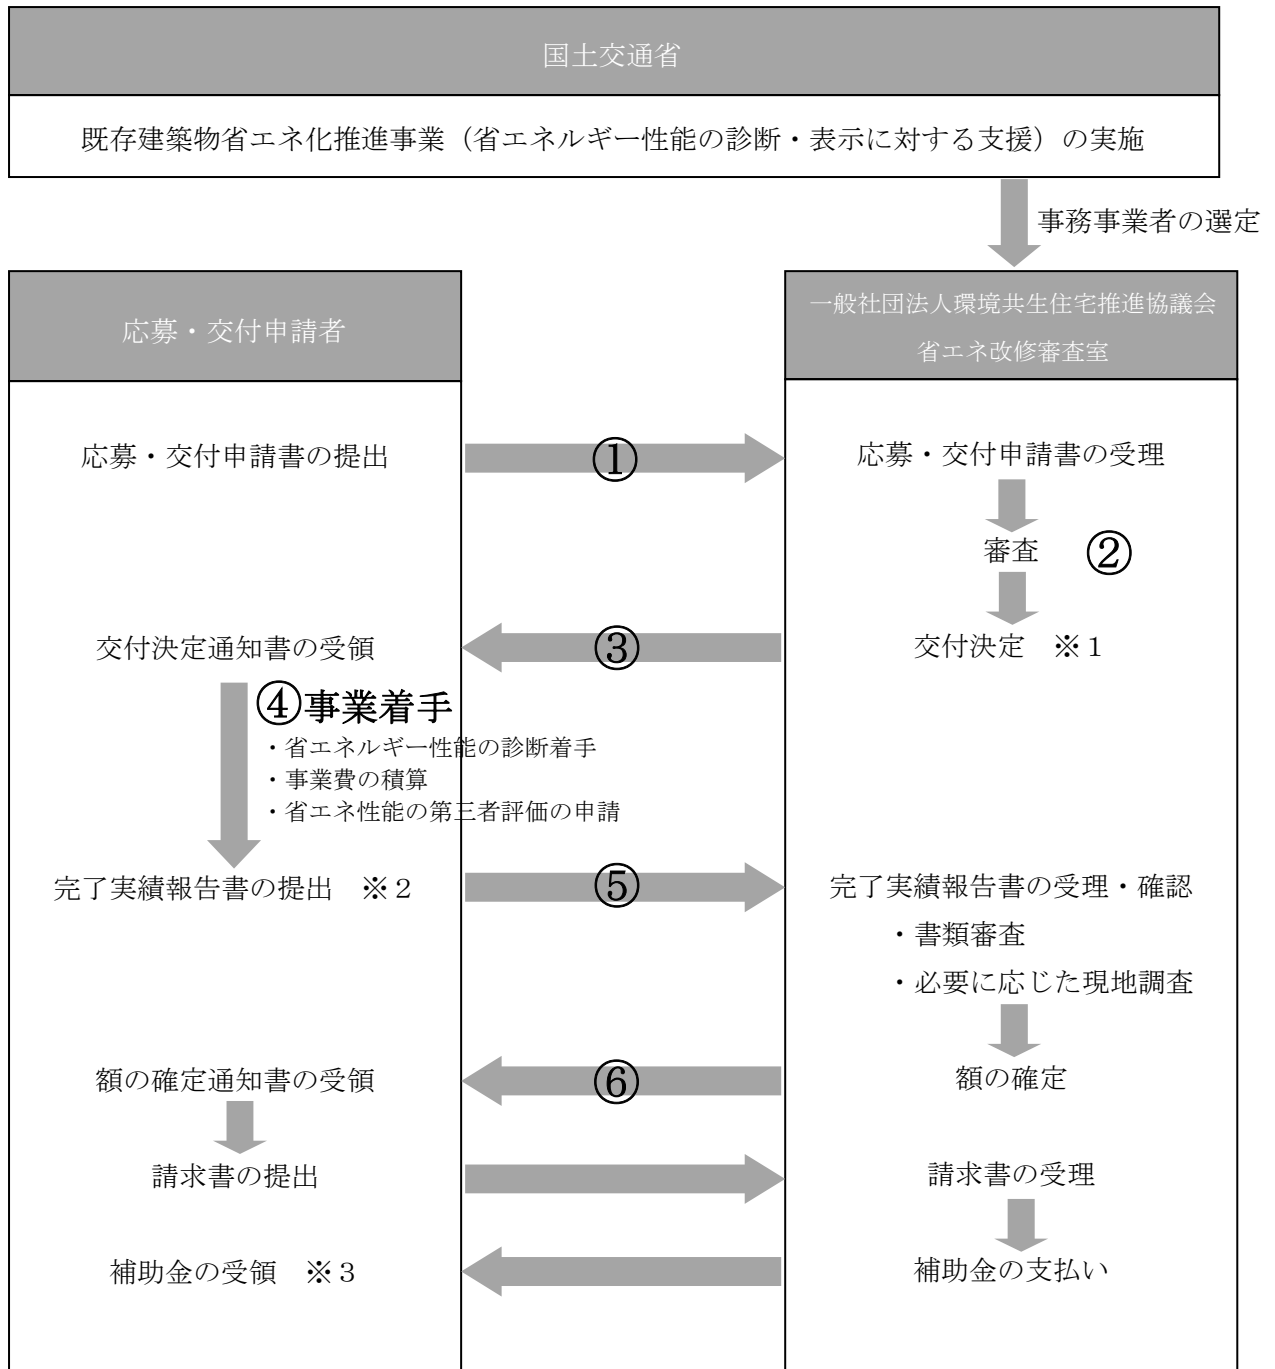 国土交通省
既存建築物省エネ化推進事業（省エネルギー性能の診断・表示に対する支援）の実施
事務事業者の選定
応募・交付申請者
一般社団法人環境共生住宅推進協議会
省エネ改修審査室
応募・交付申請書の提出
①
応募・交付申請書の受理
審査 ②
交付決定通知書の受領
③
交付決定　※１
④事業着手
・省エネルギー性能の診断着手
・事業費の積算
・省エネ性能の第三者評価の申請
完了実績報告書の提出　※２
⑤
完了実績報告書の受理・確認
・書類審査
・必要に応じた現地調査
額の確定通知書の受領
⑥
額の確定
請求書の提出
請求書の受理
補助金の受領　※３
補助金の支払い